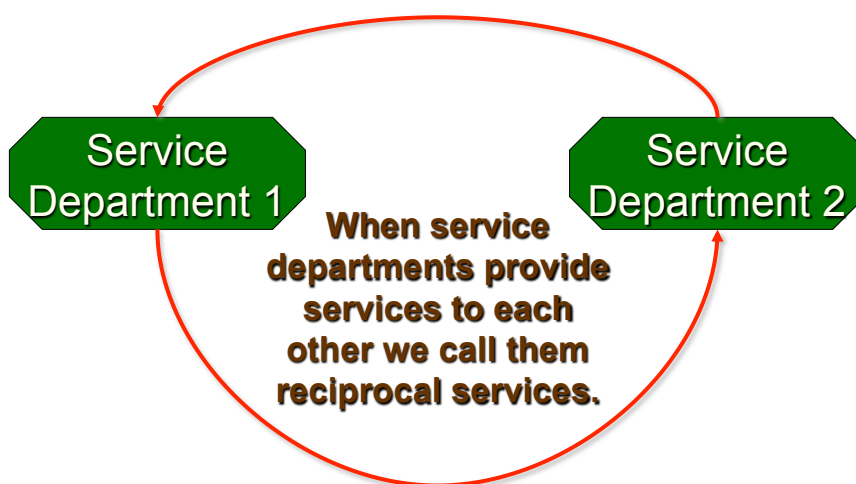 Service
Department 1
Service
Department 2
When service
departments provide
services to each
other we call them
reciprocal services.